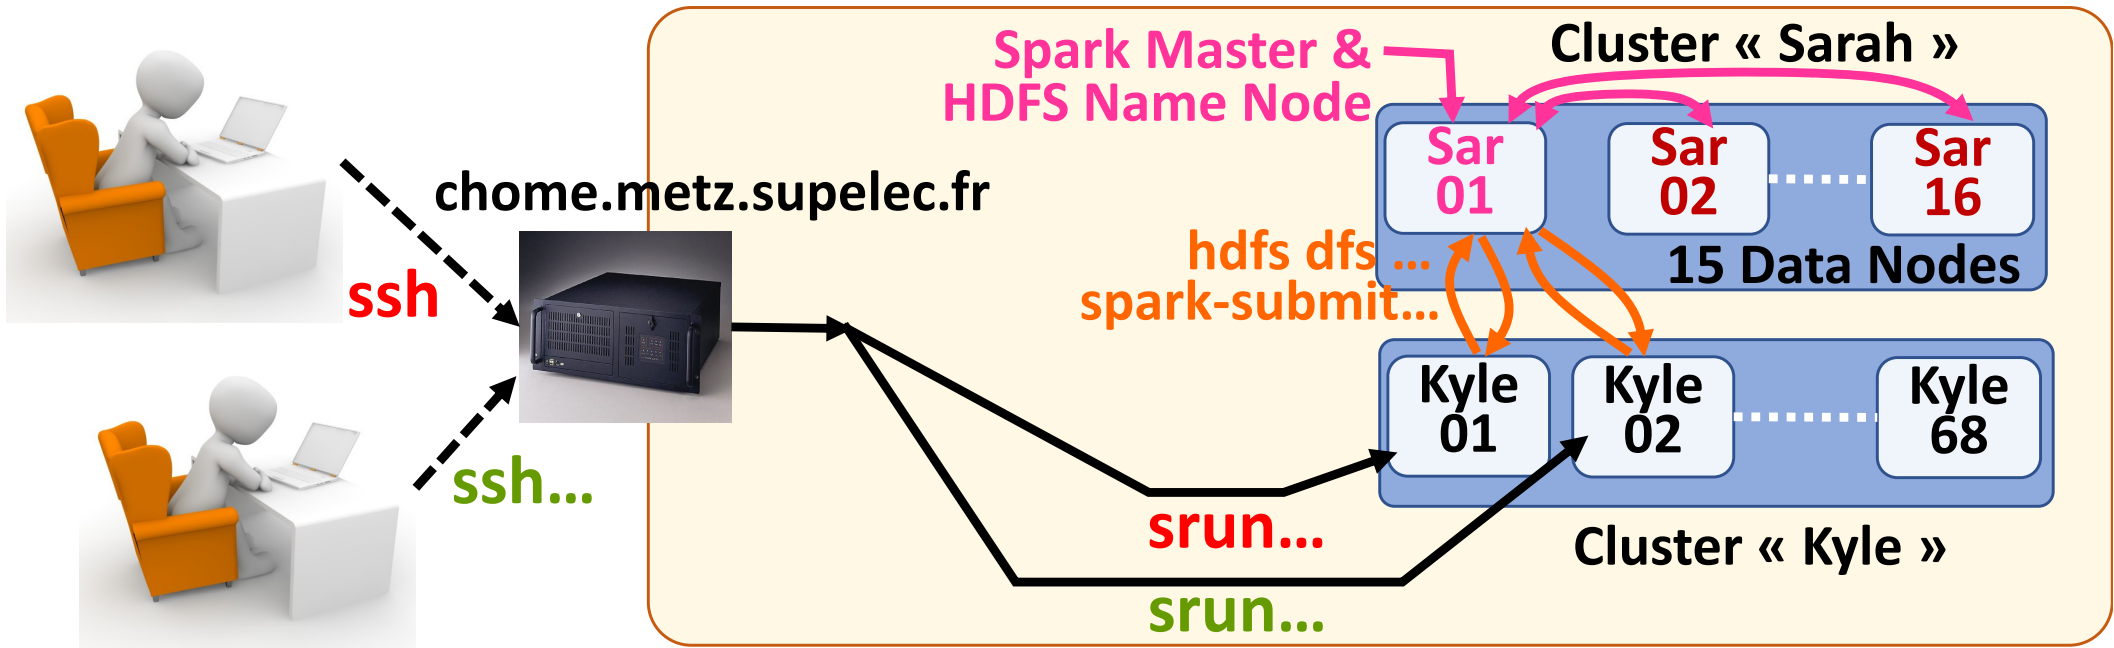 Spark Master &
HDFS Name Node
Cluster « Sarah »
Sar
01
Sar
02
Sar
16
15 Data Nodes
chome.metz.supelec.fr
ssh
ssh...
hdfs dfs ...
spark-submit...
Kyle
01
Kyle
02
Kyle
68
Cluster « Kyle »
srun...
srun...